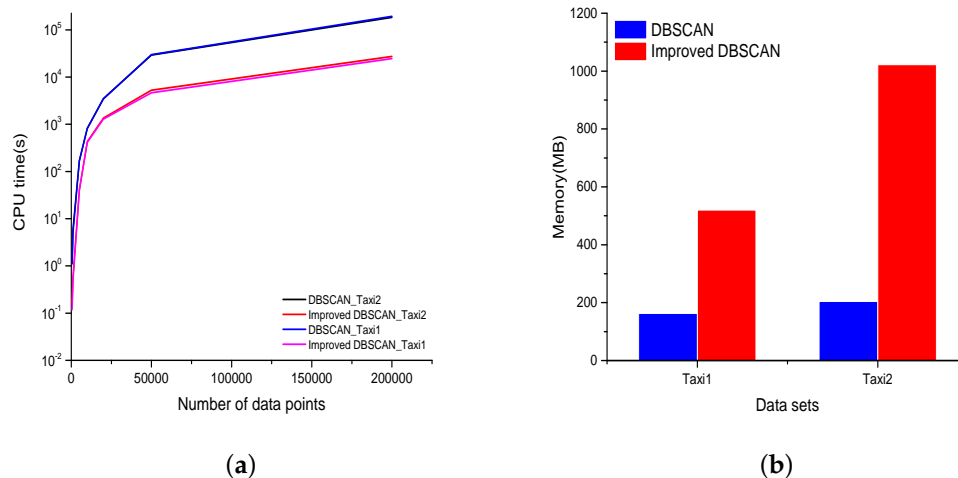 10^5
10^4
10^3
10^2
10^1
10^0
10^-1
10^-2
CPU time(s)
0
50000
100000
150000
200000
Number of data points
DBSCAN_Taxi2
Improved DBSCAN_Taxi2
DBSCAN_Taxi1
Improved DBSCAN_Taxi1
(a)
1200
1000
800
600
400
200
0
Memory(MB)
DBSCAN
Improved DBSCAN
Taxi1
Taxi2
Data sets
(b)